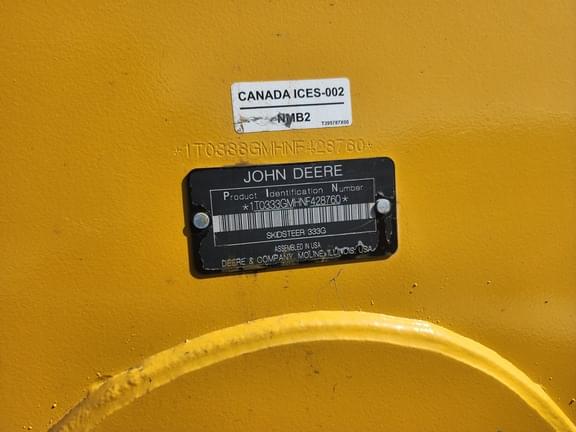 CANADA ICES-002
NMB2
T395787X00
*1T0333GMHNF428760*
JOHN DEERE
Product Identification Number
*1T0333GMHNF428760*
SKIDSTEER 333G
ASSEMBLED IN USA
DEERE & COMPANY, MOLINE, ILLINOIS, USA